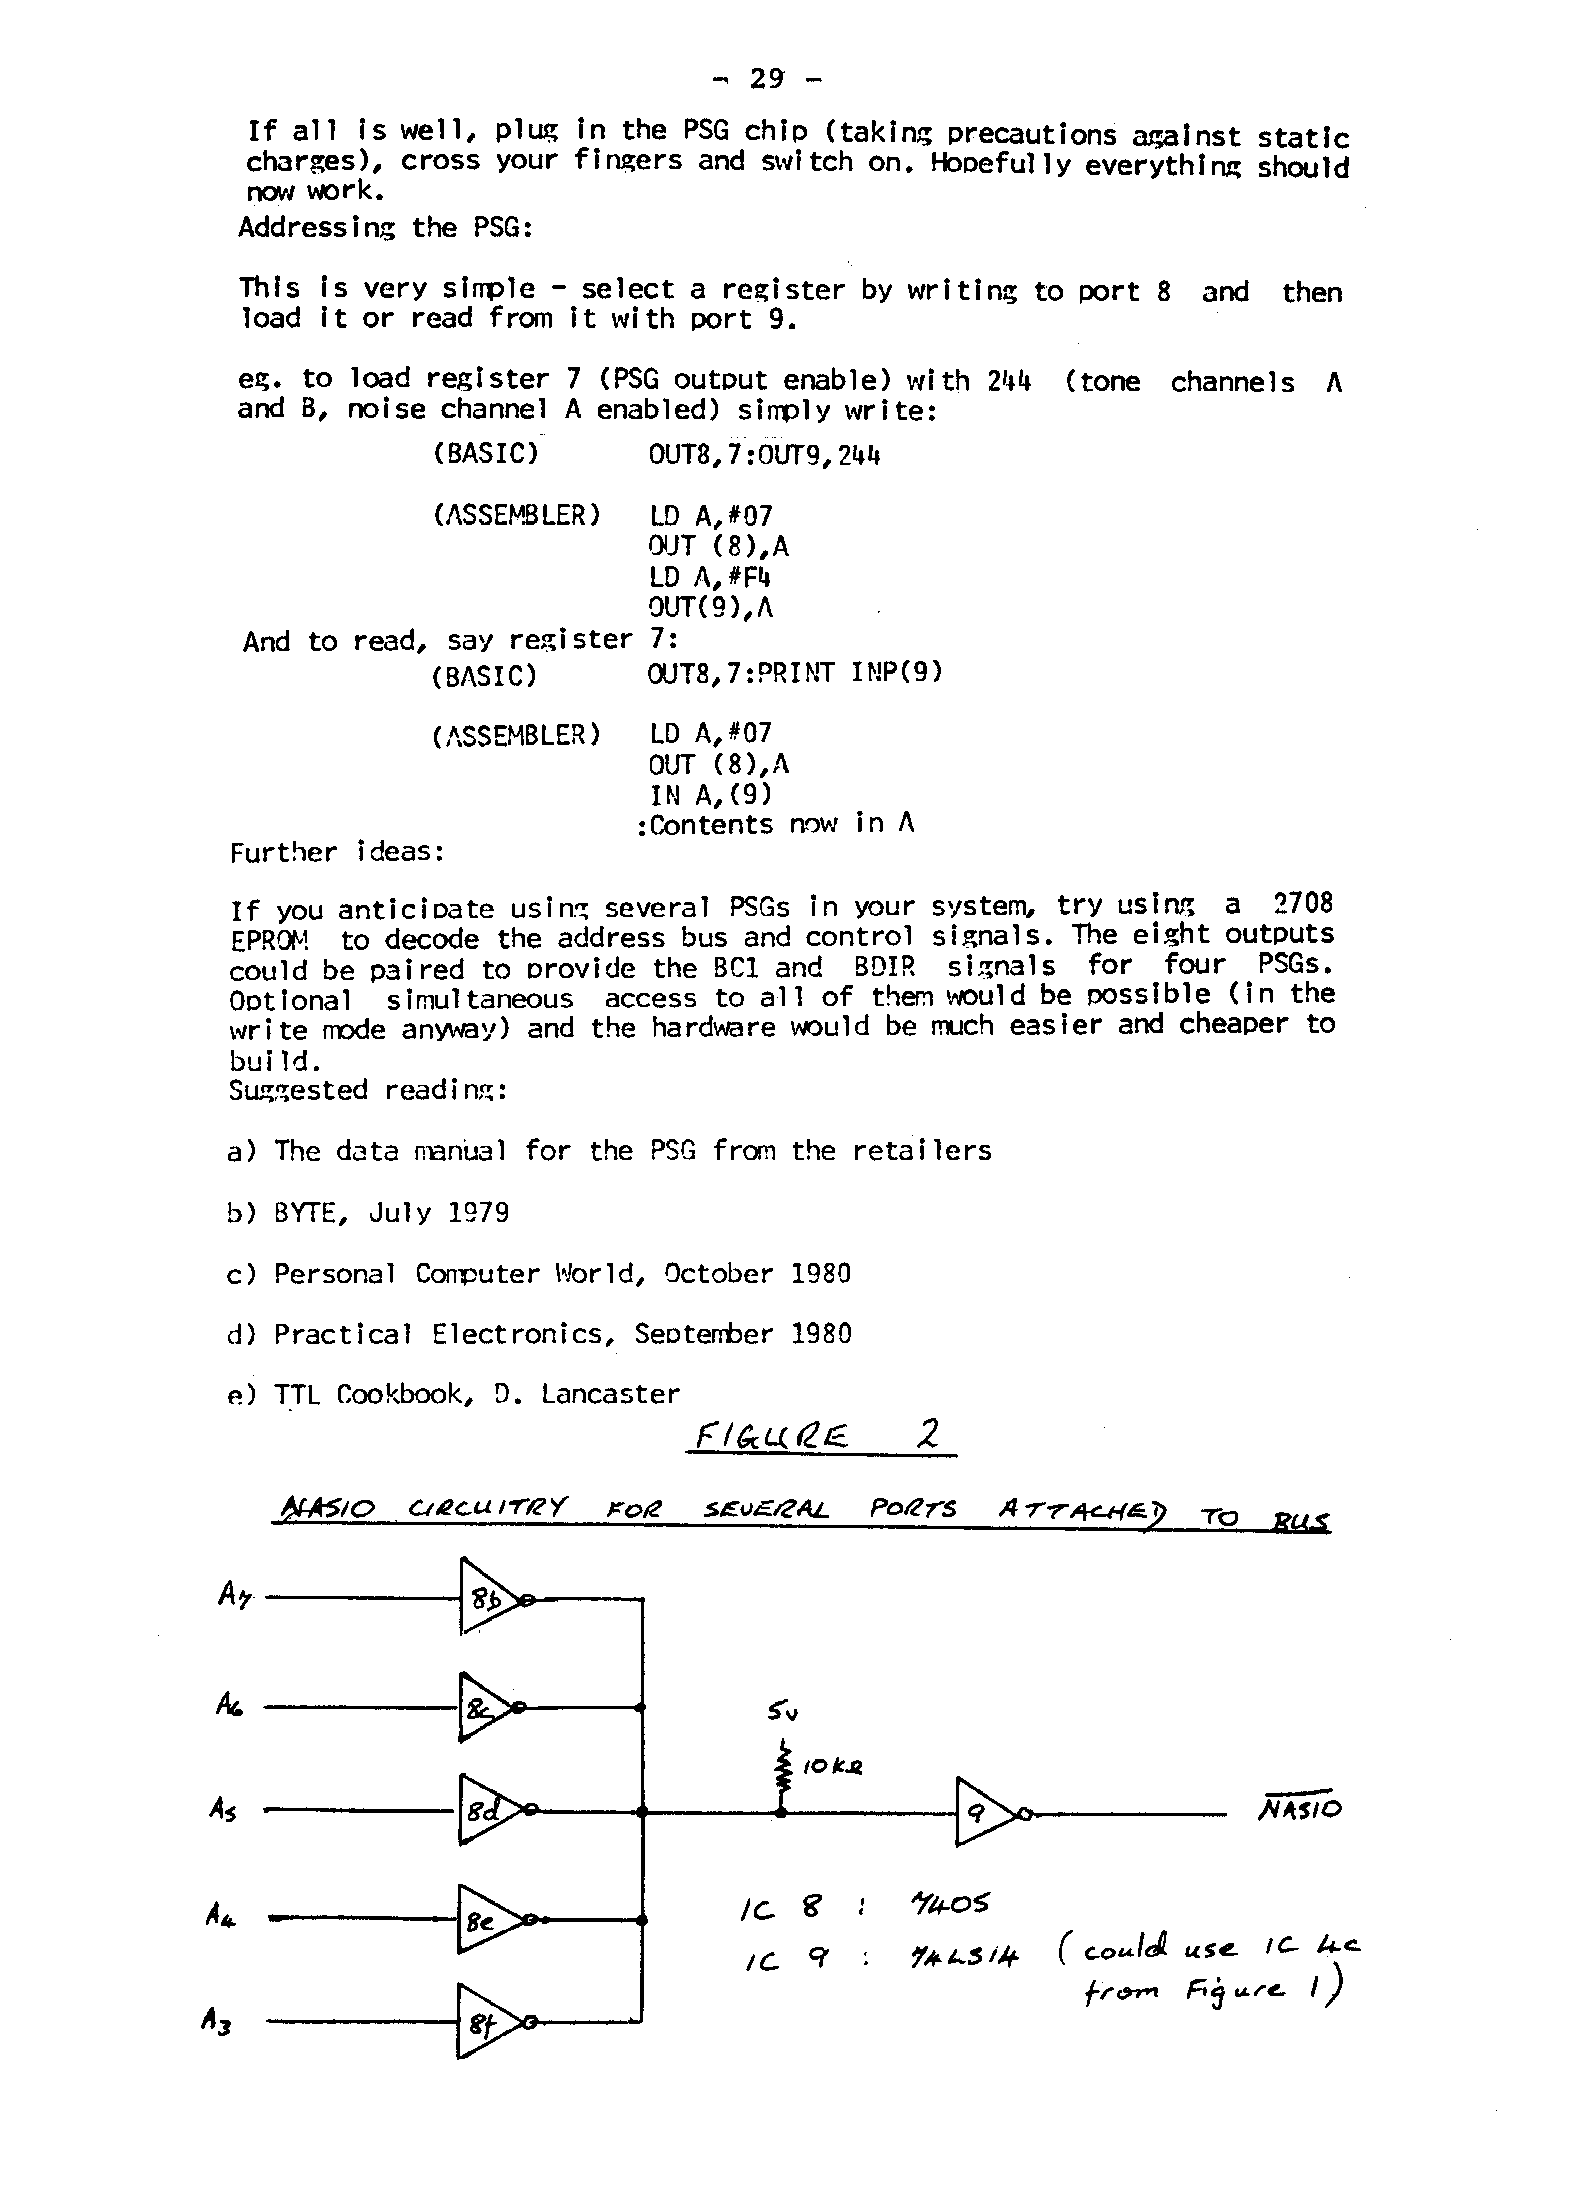 - 29 -
If all is well, plug in the PSG chip (taking precautions against static
charges), cross your fingers and switch on. Hopefully everything should
now work.
Addressing the PSG:
This is very simple - select a register by writing to port 8 and then
load it or read from it with port 9.
eg. to load register 7 (PSG output enable) with 244 (tone channels A
and B, noise channel A enabled) simply write:
(BASIC) OUT8,7:OUT9,244
(ASSEMBLER) LD A,#07
OUT (8),A
LD A,#F4
OUT(9),A
And to read, say register 7:
(BASIC) OUT8,7:PRINT INP(9)
(ASSEMBLER) LD A,#07
OUT (8),A
IN A,(9)
:Contents now in A
Further ideas:
If you anticipate using several PSGs in your system, try using a 2708
EPROM to decode the address bus and control signals. The eight outputs
could be paired to provide the BC1 and BDIR signals for four PSGs.
Optional simultaneous access to all of them would be possible (in the
write mode anyway) and the hardware would be much easier and cheaper to
build.
Suggested reading:
a) The data manual for the PSG from the retailers
b) BYTE, July 1979
c) Personal Computer World, October 1980
d) Practical Electronics, September 1980
e) TTL Cookbook, D. Lancaster
FIGURE 2
NASIO CIRCUITRY FOR SEVERAL PORTS ATTACHED TO BUS
A7 8b
A6 8c
5v
10kΩ
A5 8d 9 NASIO
A4 8e
IC 8 : 7405
IC 9 : 74LS14 (could use IC 4c
from Figure 1)
A3 8f